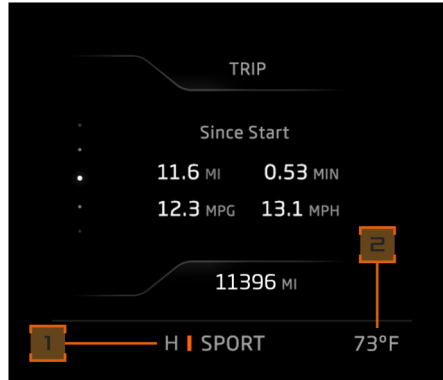 TRIP
Since Start
11.6 MI 0.53 MIN
12.3 MPG 13.1 MPH
2
11396 MI
1 H SPORT 73°F